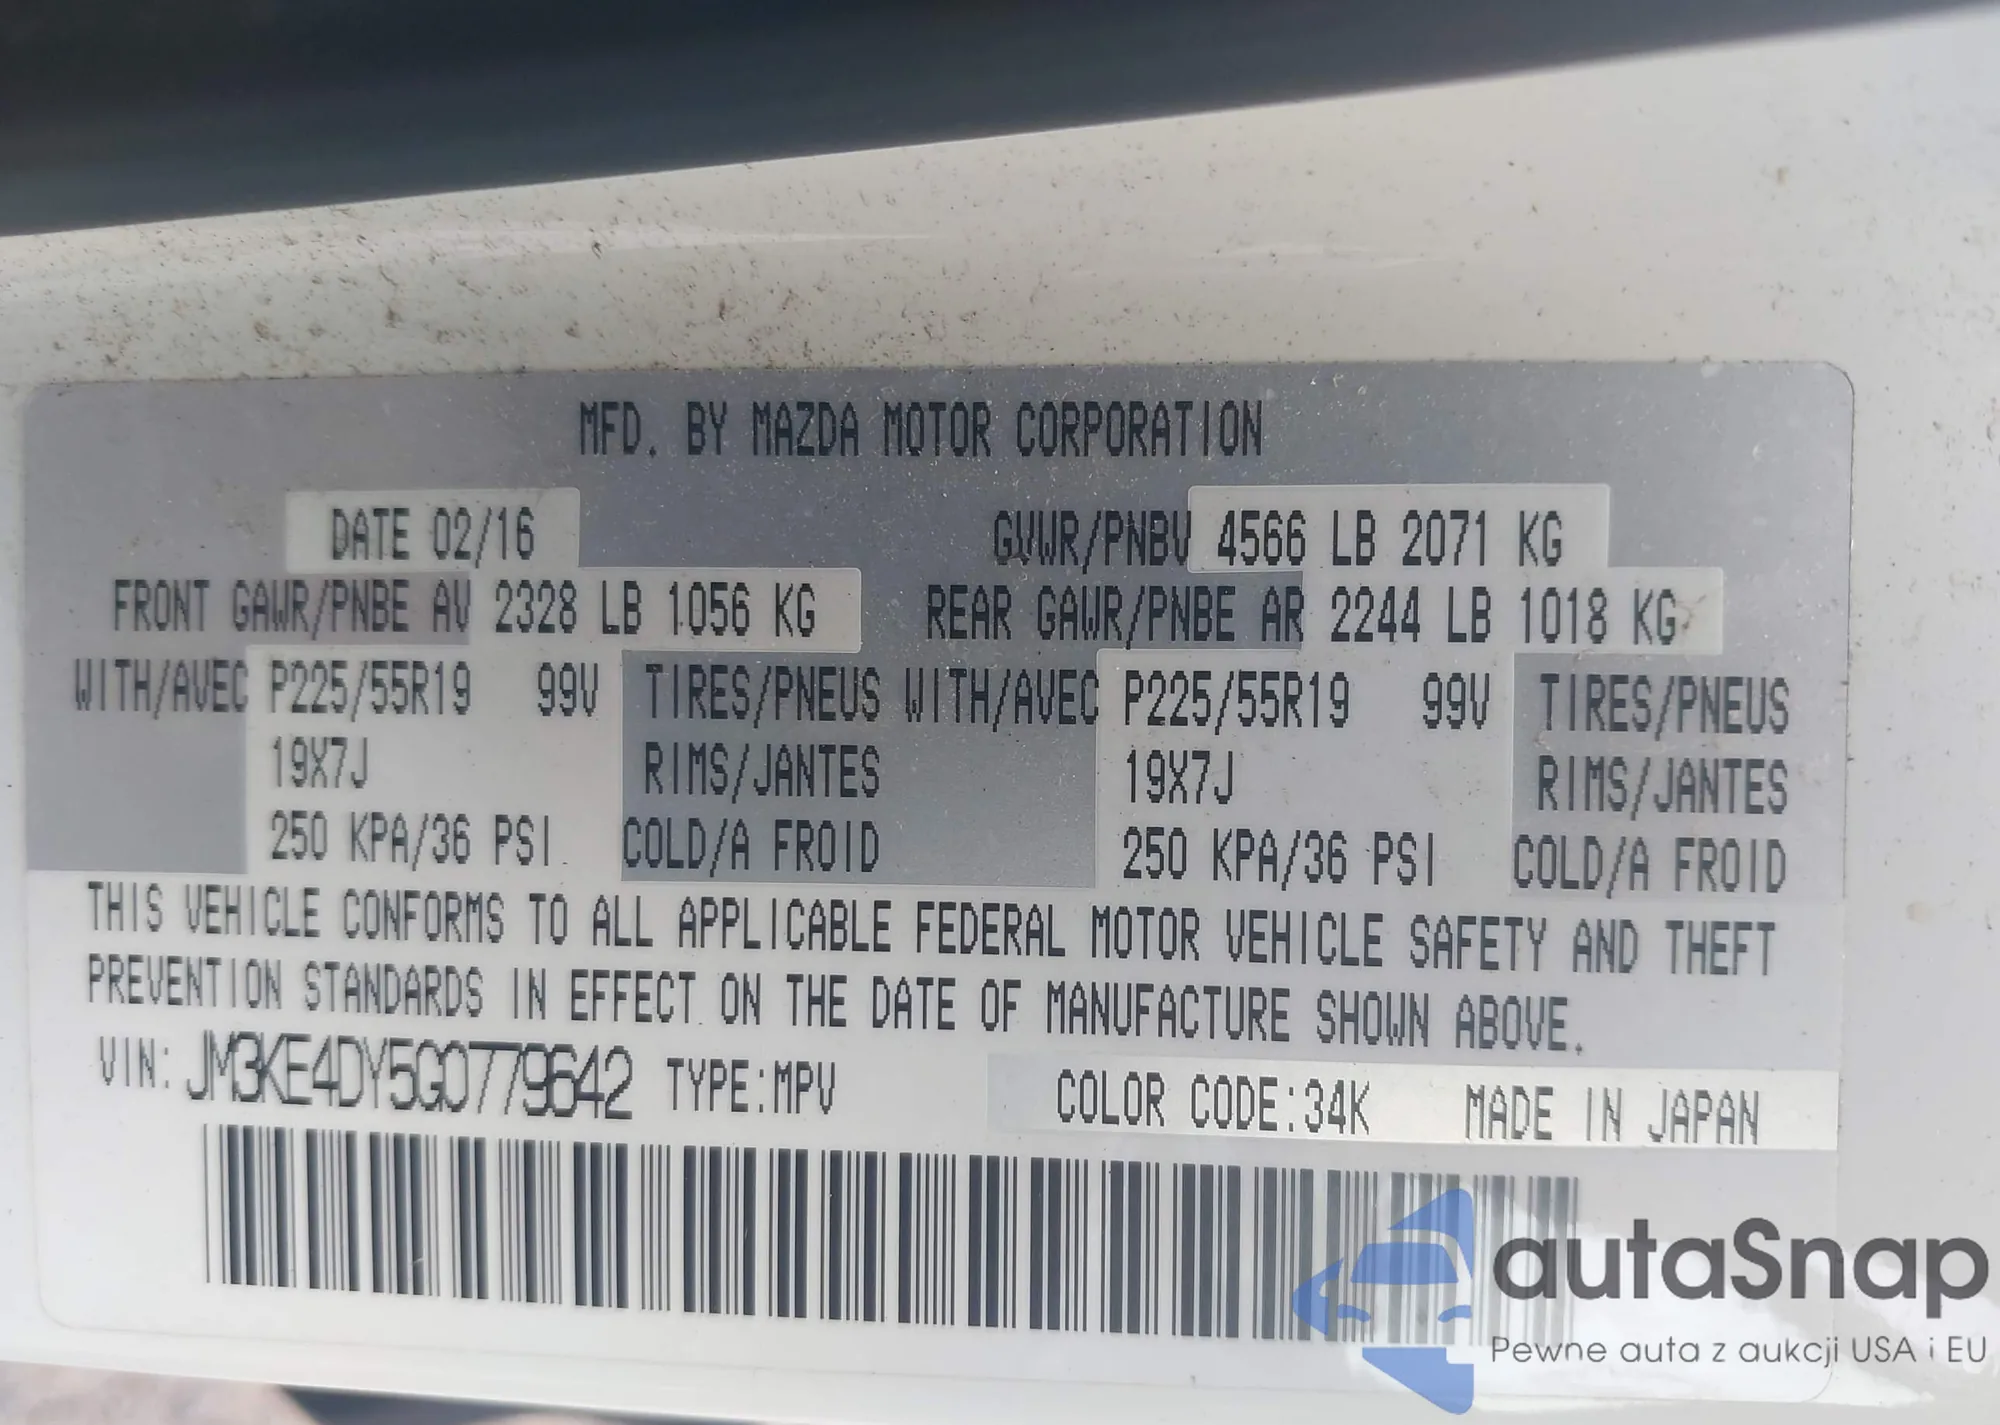 MFD. BY MAZDA MOTOR CORPORATION
DATE 02/16 GVWR/PNBV 4566 LB 2071 KG
FRONT GAWR/PNBE AV 2328 LB 1056 KG REAR GAWR/PNBE AR 2244 LB 1018 KG
WITH/AVEC P225/55R19 99V TIRES/PNEUS WITH/AVEC P225/55R19 99V TIRES/PNEUS
19X7J RIMS/JANTES 19X7J RIMS/JANTES
250 KPA/36 PSI COLD/A FROID 250 KPA/36 PSI COLD/A FROID
THIS VEHICLE CONFORMS TO ALL APPLICABLE FEDERAL MOTOR VEHICLE SAFETY AND THEFT
PREVENTION STANDARDS IN EFFECT ON THE DATE OF MANUFACTURE SHOWN ABOVE.
VIN: JM3KE4DY5G0779642 TYPE:MPV COLOR CODE:34K MADE IN JAPAN
autaSnap
Pewne auta z aukcji USA i EU